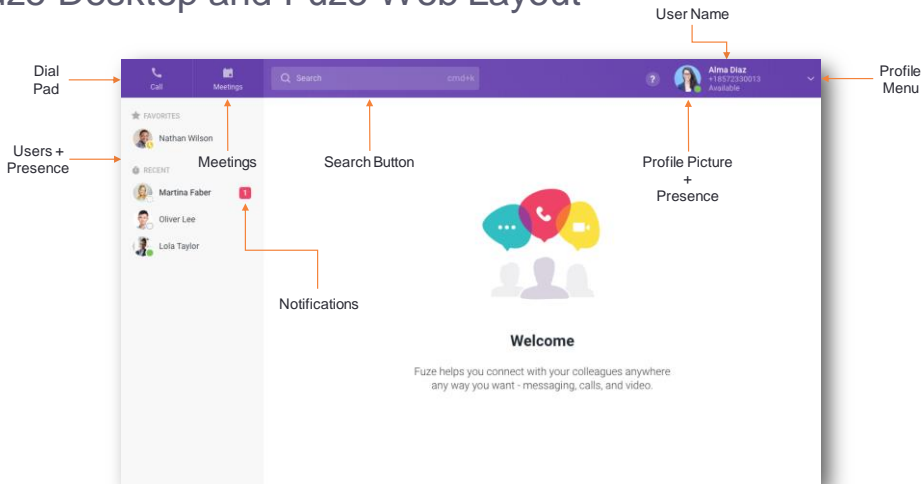 uze Desktop and Fuze Web Layout
User Name
Dial
Pad
Profile
Menu
Users +
Presence
Call
Meetings
Search
cmd+k
?
Alma Diaz
+18572330013
Available
FAVORITES
Nathan Wilson
RECENT
Martina Faber
1
Oliver Lee
Lola Taylor
Meetings
Search Button
Profile Picture
+
Presence
Notifications
Welcome
Fuze helps you connect with your colleagues anywhere
any way you want - messaging, calls, and video.